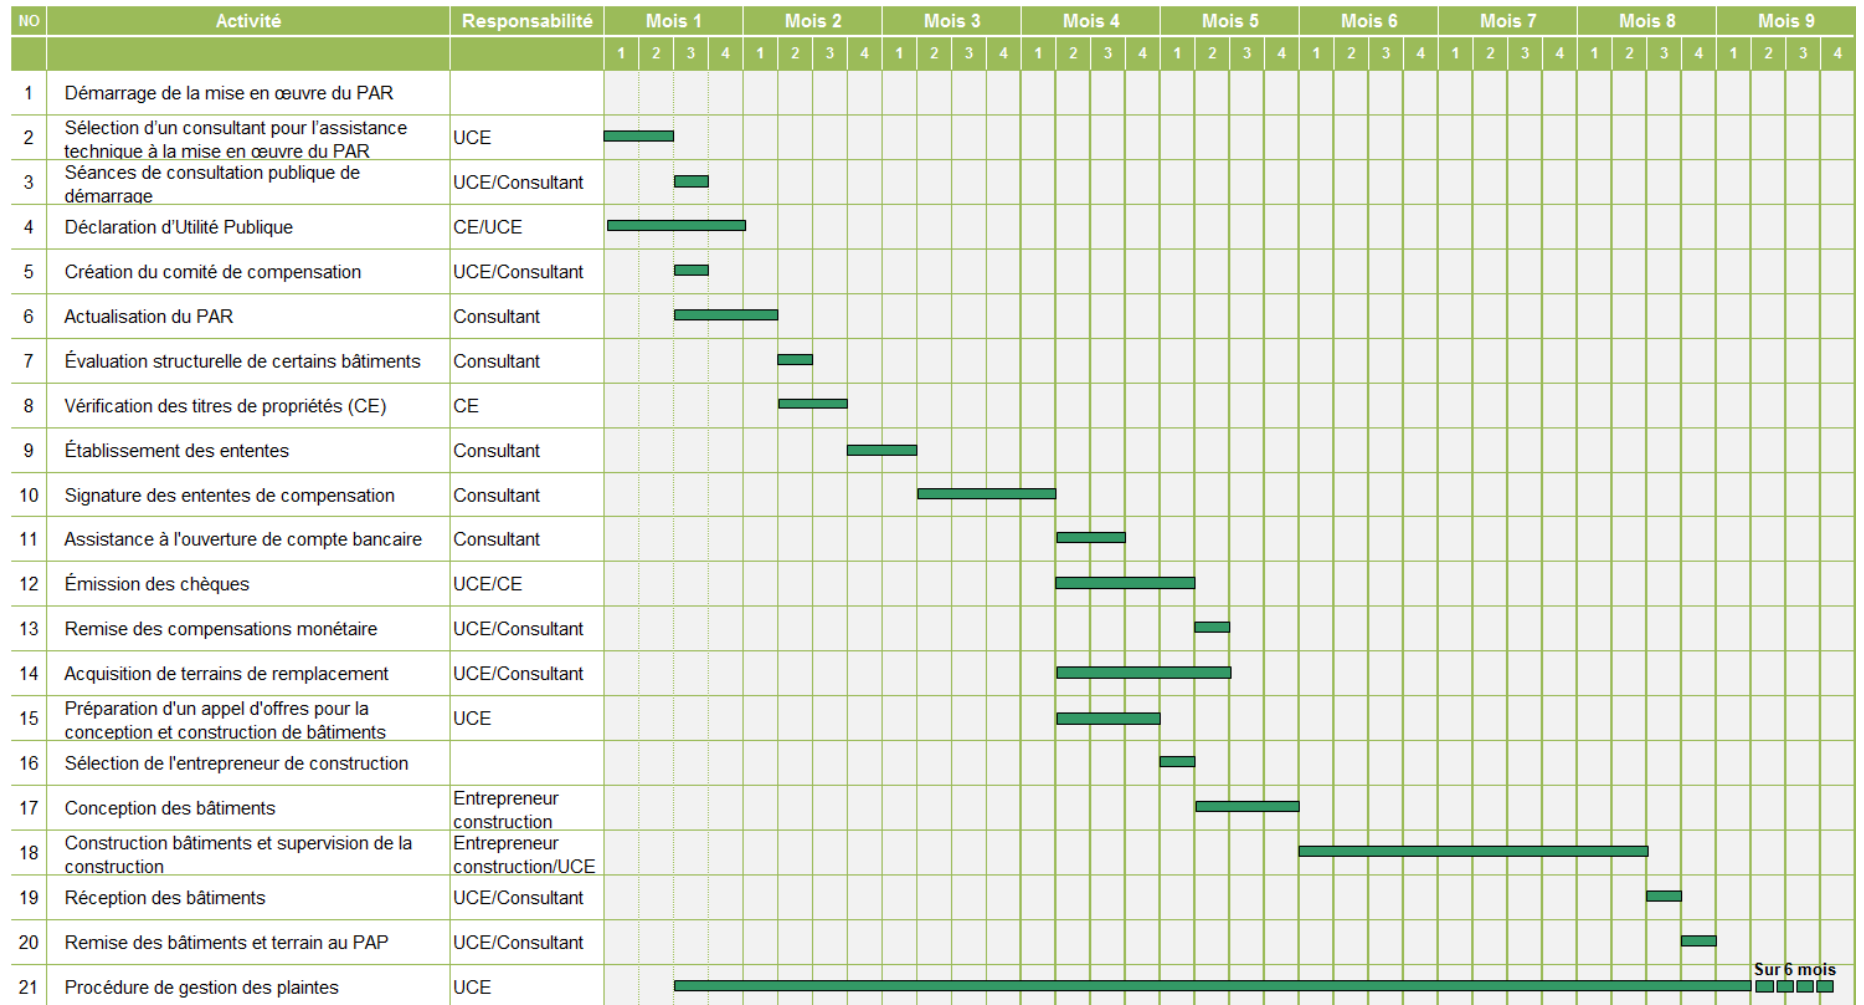 NO Activité Responsabilité Mois 1 Mois 2 Mois 3 Mois 4 Mois 5 Mois 6 Mois 7 Mois 8 Mois 9
1 2 3 4 1 2 3 4 1 2 3 4 1 2 3 4 1 2 3 4 1 2 3 4 1 2 3 4 1 2 3 4 1 2 3 4
1 Démarrage de la mise en œuvre du PAR
2 Sélection d'un consultant pour l'assistance
technique à la mise en œuvre du PAR
UCE
3 Séances de consultation publique de
démarrage
UCE/Consultant
4 Déclaration d'Utilité Publique CE/UCE
5 Création du comité de compensation UCE/Consultant
6 Actualisation du PAR Consultant
7 Évaluation structurelle de certains bâtiments Consultant
8 Vérification des titres de propriétés (CE) CE
9 Établissement des ententes Consultant
10 Signature des ententes de compensation Consultant
11 Assistance à l'ouverture de compte bancaire Consultant
12 Émission des chèques UCE/CE
13 Remise des compensations monétaire UCE/Consultant
14 Acquisition de terrains de remplacement UCE/Consultant
15 Préparation d'un appel d'offres pour la
conception et construction de bâtiments
UCE
16 Sélection de l'entrepreneur de construction
17 Conception des bâtiments Entrepreneur
construction
18 Construction bâtiments et supervision de la
construction
Entrepreneur
construction/UCE
19 Réception des bâtiments UCE/Consultant
20 Remise des bâtiments et terrain au PAP UCE/Consultant
Sur 6 mois
21 Procédure de gestion des plaintes UCE